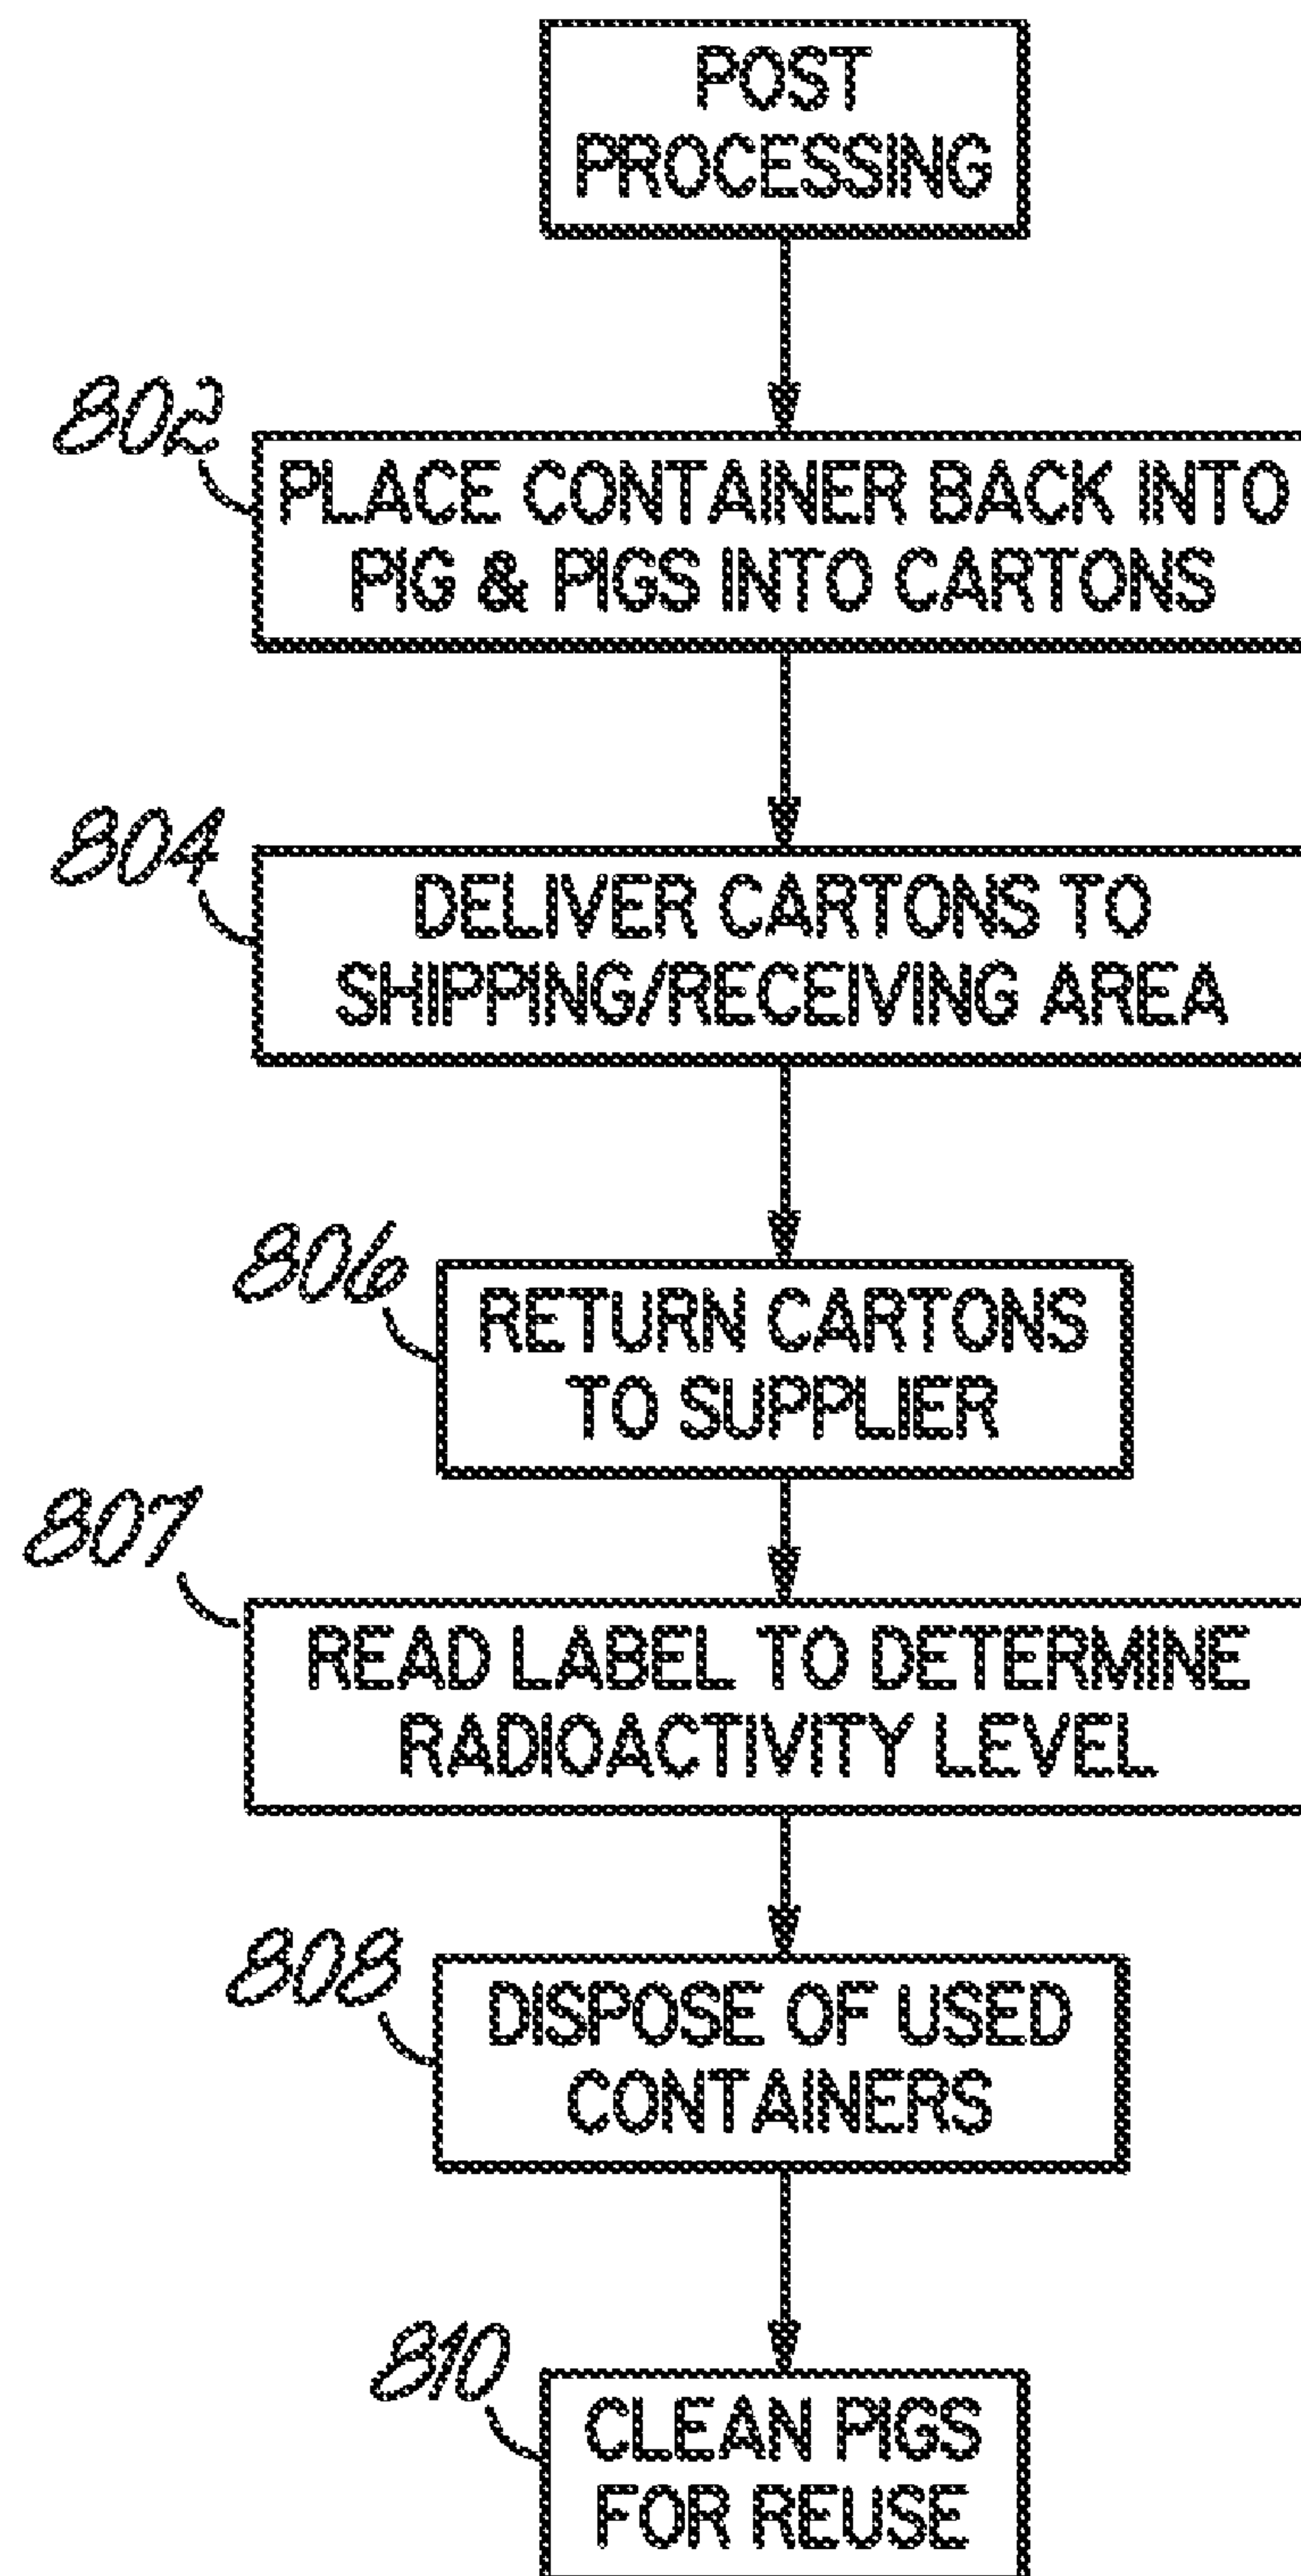 POST
PROCESSING
802
PLACE CONTAINER BACK INTO
PIG & PIGS INTO CARTONS
804
DELIVER CARTONS TO
SHIPPING/RECEIVING AREA
806
RETURN CARTONS
TO SUPPLIER
807
READ LABEL TO DETERMINE
RADIOACTIVITY LEVEL
808
DISPOSE OF USED
CONTAINERS
810
CLEAN PIGS
FOR REUSE